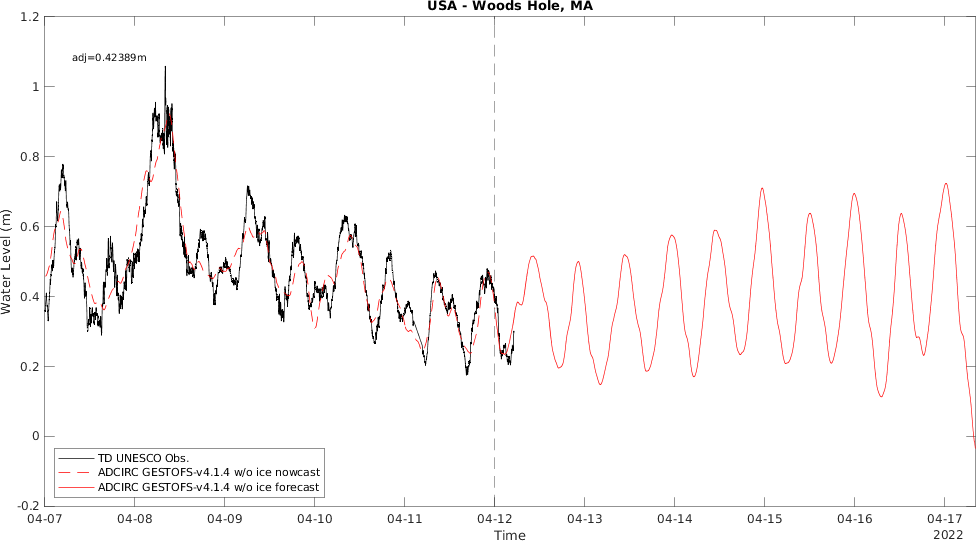 USA - Woods Hole, MA
adj=0.42389m
1.2
1
0.8
0.6
0.4
0.2
0
-0.2
Water Level (m)
TD UNESCO Obs.
ADCIRC GESTOFS-v4.1.4 w/o ice nowcast
ADCIRC GESTOFS-v4.1.4 w/o ice forecast
04-07 04-08 04-09 04-10 04-11 04-12 04-13 04-14 04-15 04-16 04-17
Time 2022